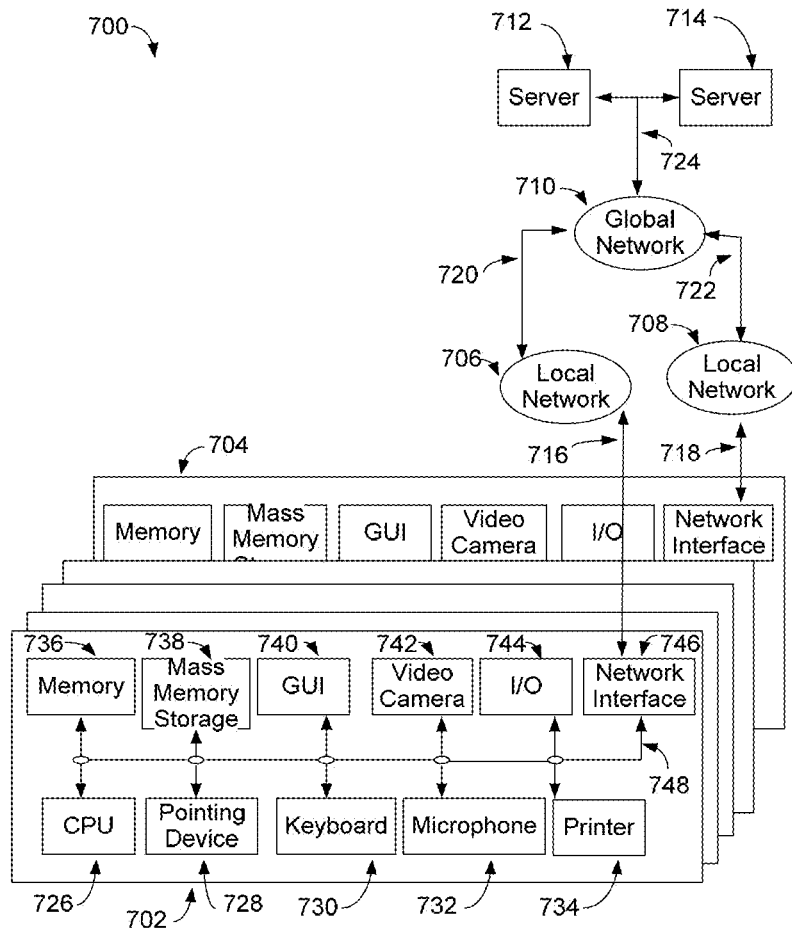 700
712
714
Server
Server
724
710
Global
Network
720
722
708
706
Local
Network
Local
Network
704
716
718
Memory
Mass
Memory
GUI
Video
Camera
I/O
Network
Interface
736
738
740
742
744
746
Memory
Mass
Memory
Storage
GUI
Video
Camera
I/O
Network
Interface
748
CPU
Pointing
Device
Keyboard
Microphone
Printer
726
702
728
730
732
734